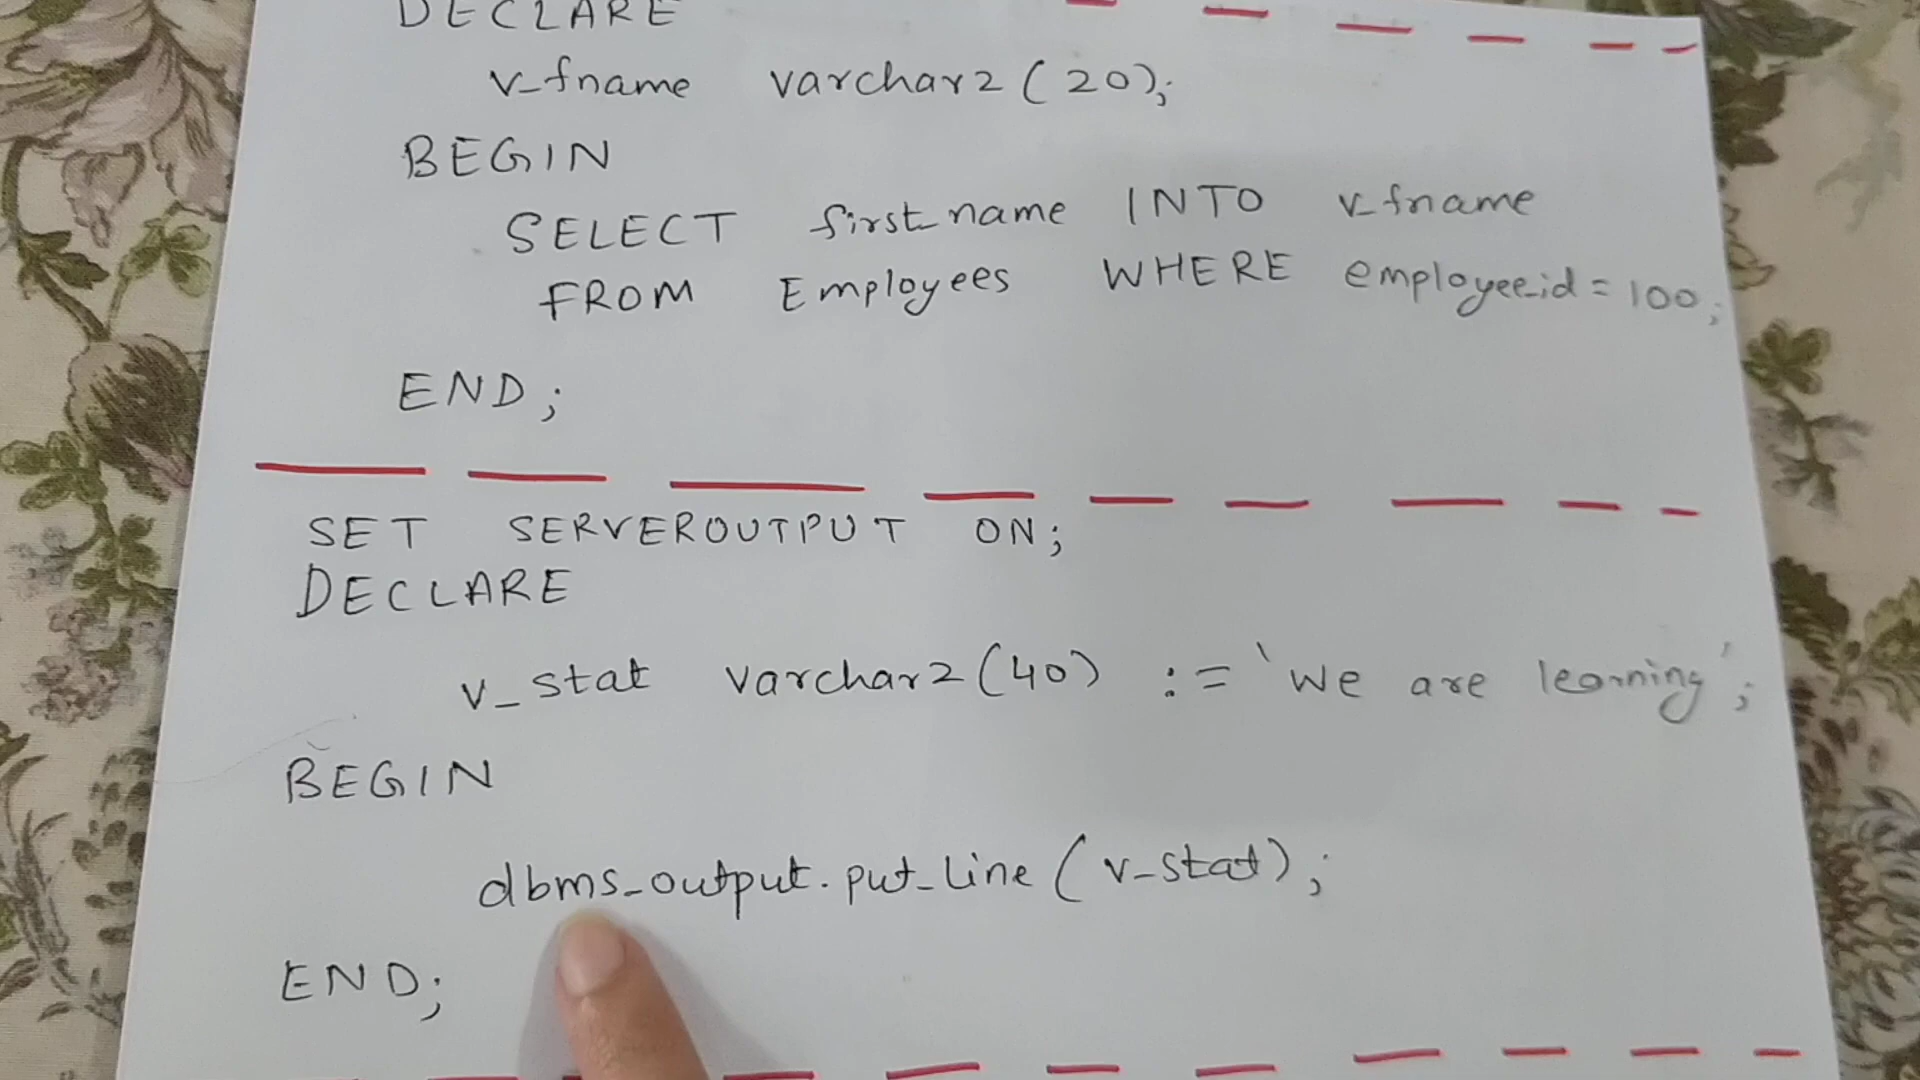 DECLARE
v_fname varchar2(20);
BEGIN
SELECT first_name INTO v_fname
FROM Employees WHERE employee_id = 100;
END;
SET SERVEROUTPUT ON;
DECLARE
v_stat varchar2(40) := 'We are learning';
BEGIN
dbms_output.put_line(v_stat);
END;